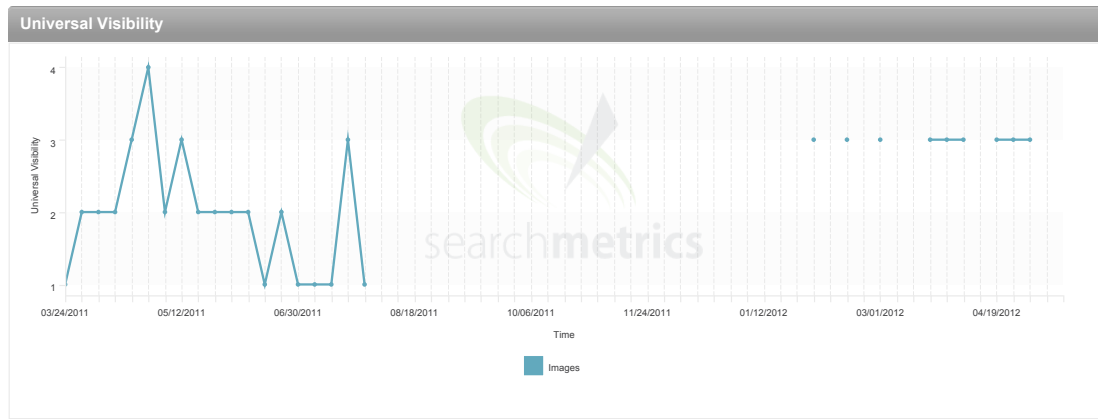 Universal Visibility
4
3
2
1
Universal Visibility
searchmetrics
03/24/2011 05/12/2011 06/30/2011 08/18/2011 10/06/2011 11/24/2011 01/12/2012 03/01/2012 04/19/2012
Time
Images